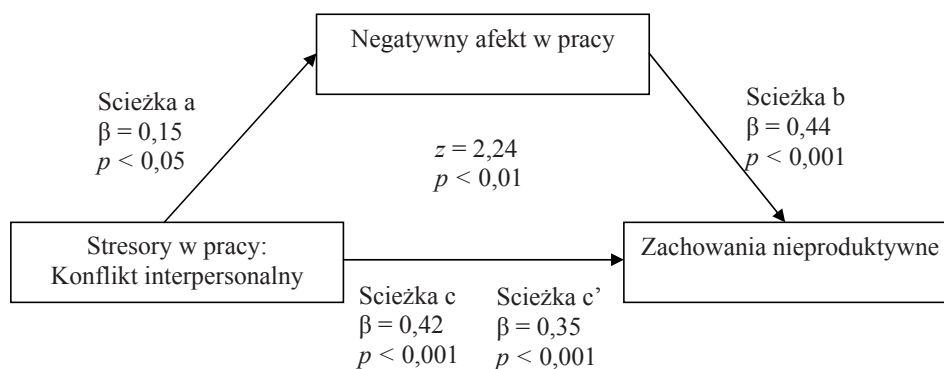 Negatywny afekt w pracy
Scieżka a
β = 0,15
p < 0,05
Scieżka b
β = 0,44
p < 0,001
z = 2,24
p < 0,01
Stresory w pracy:
Konflikt interpersonalny
Zachowania nieproduktywne
Scieżka c
β = 0,42
p < 0,001
Scieżka c’
β = 0,35
p < 0,001